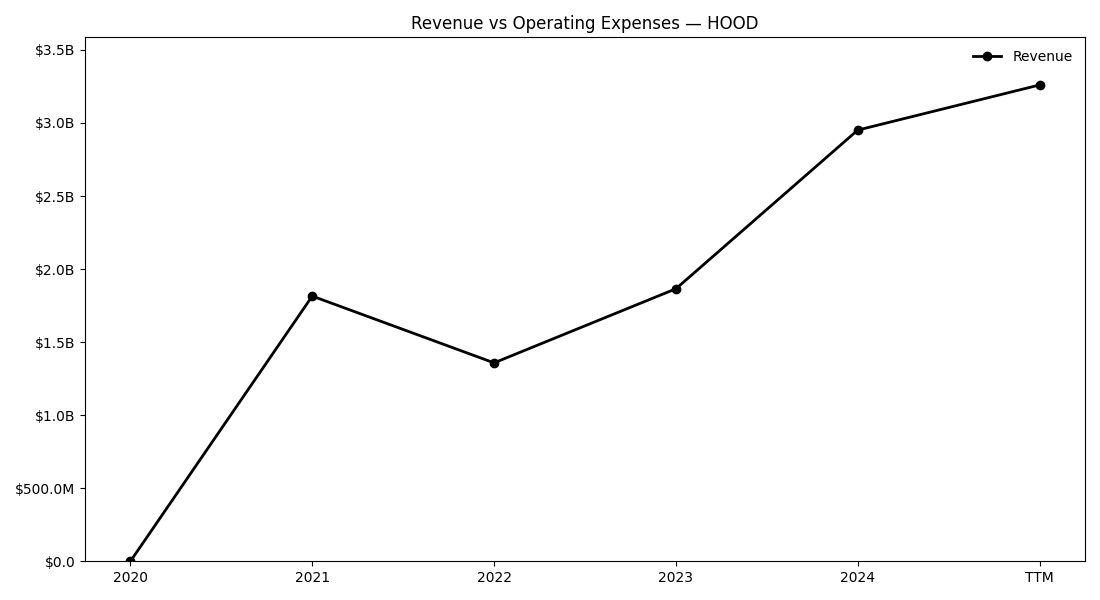 Revenue vs Operating Expenses — HOOD
Revenue
$3.5B
$3.0B
$2.5B
$2.0B
$1.5B
$1.0B
$500.0M
$0.0
2020 2021 2022 2023 2024 TTM